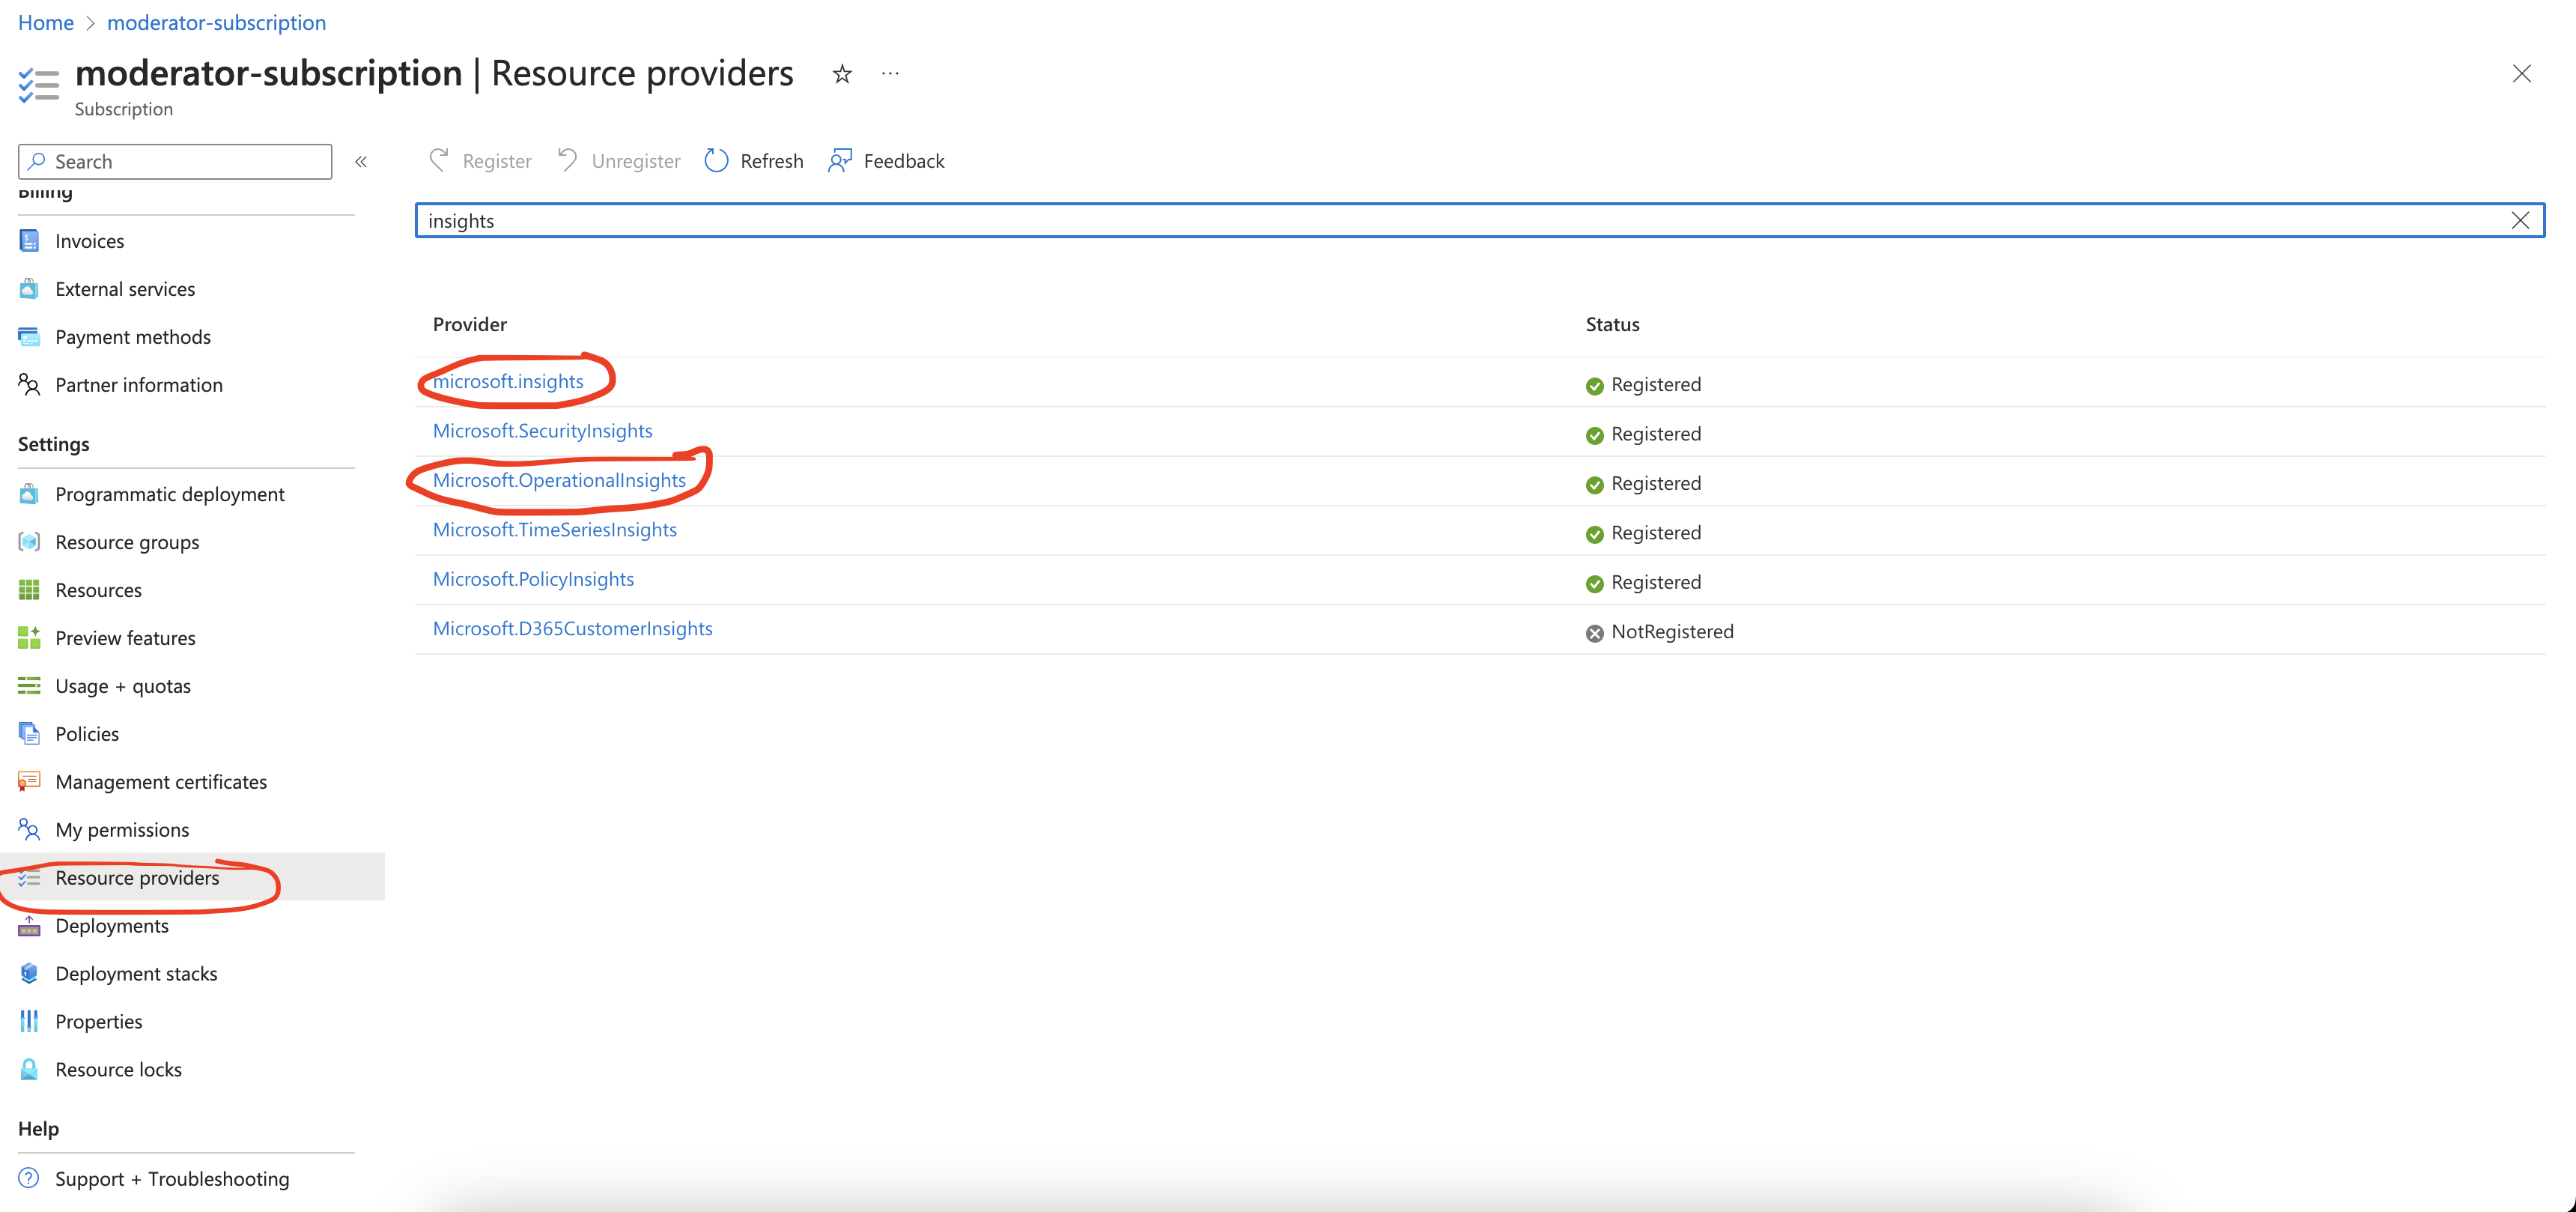 Home > moderator-subscription
moderator-subscription | Resource providers ...
Subscription
Search «
Register Unregister Refresh Feedback
insights
Billing
Invoices
External services
Payment methods
Partner information
Settings
Programmatic deployment
Resource groups
Resources
Preview features
Usage + quotas
Policies
Management certificates
My permissions
Resource providers
Deployments
Deployment stacks
Properties
Resource locks
Help
Support + Troubleshooting
Provider Status
microsoft.insights Registered
Microsoft.SecurityInsights Registered
Microsoft.OperationalInsights Registered
Microsoft.TimeSeriesInsights Registered
Microsoft.PolicyInsights Registered
Microsoft.D365CustomerInsights NotRegistered